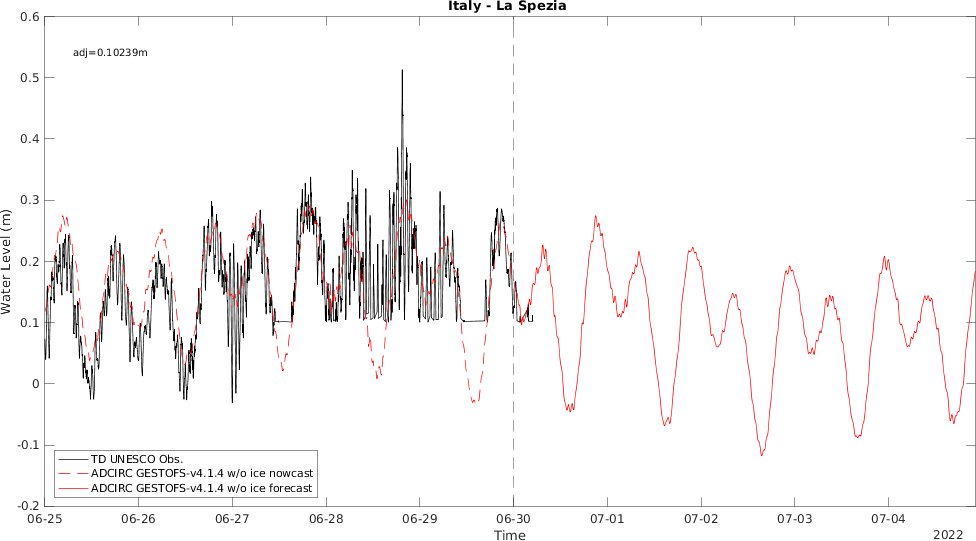 Italy - La Spezia
adj=0.10239m
Water Level (m)
0.6
0.5
0.4
0.3
0.2
0.1
0
-0.1
-0.2
TD UNESCO Obs.
ADCIRC GESTOFS-v4.1.4 w/o ice nowcast
ADCIRC GESTOFS-v4.1.4 w/o ice forecast
06-25 06-26 06-27 06-28 06-29 06-30 07-01 07-02 07-03 07-04
Time
2022